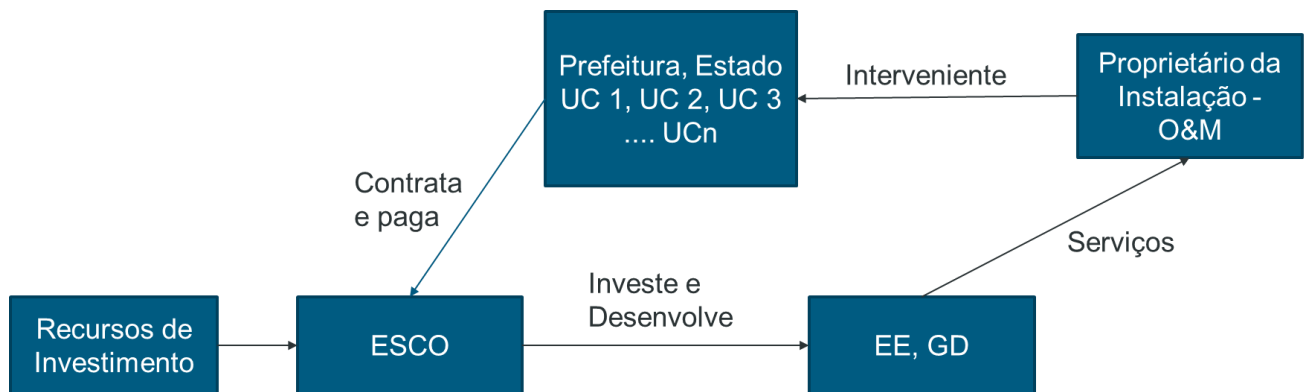 Prefeitura, Estado
UC 1, UC 2, UC 3
.... UCn
Interveniente
Proprietário da
Instalação -
O&M
Contrata
e paga
Serviços
Investe e
Desenvolve
Recursos de
Investimento
ESCO
EE, GD